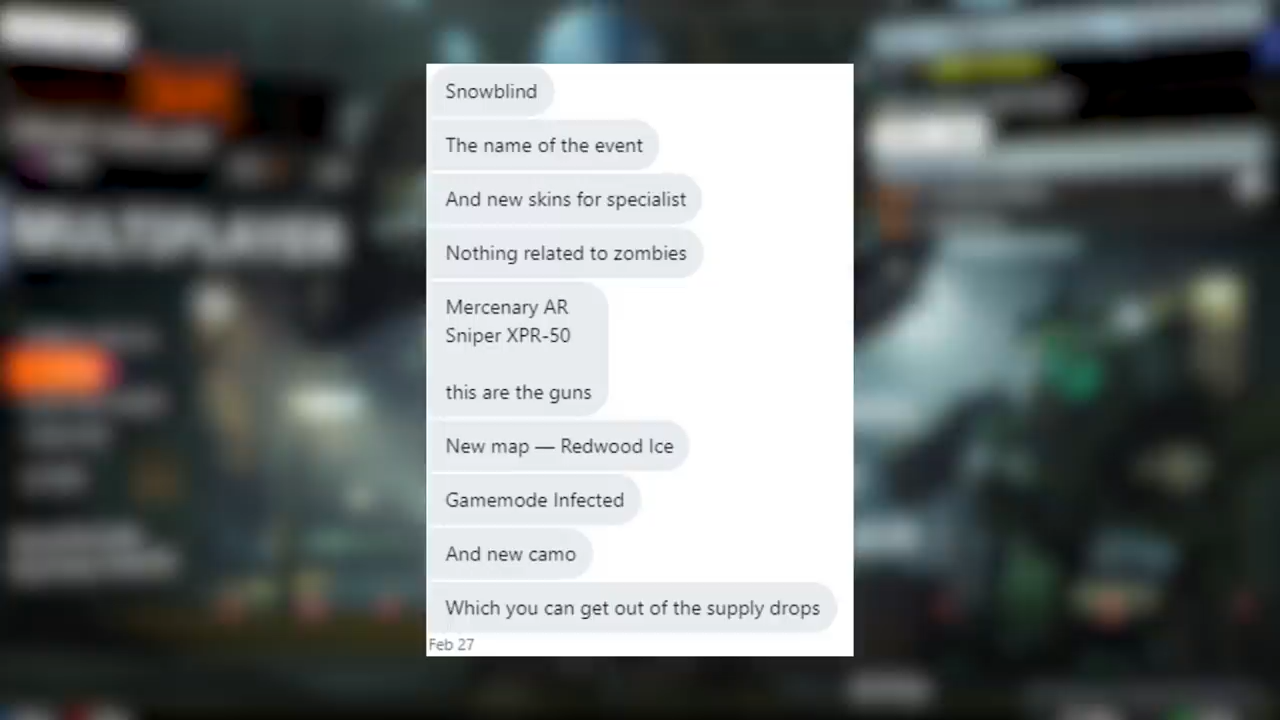 Snowblind
The name of the event
And new skins for specialist
Nothing related to zombies
Mercenary AR
Sniper XPR-50
this are the guns
New map — Redwood Ice
Gamemode Infected
And new camo
Which you can get out of the supply drops
Feb 27
MULTIPLAYER